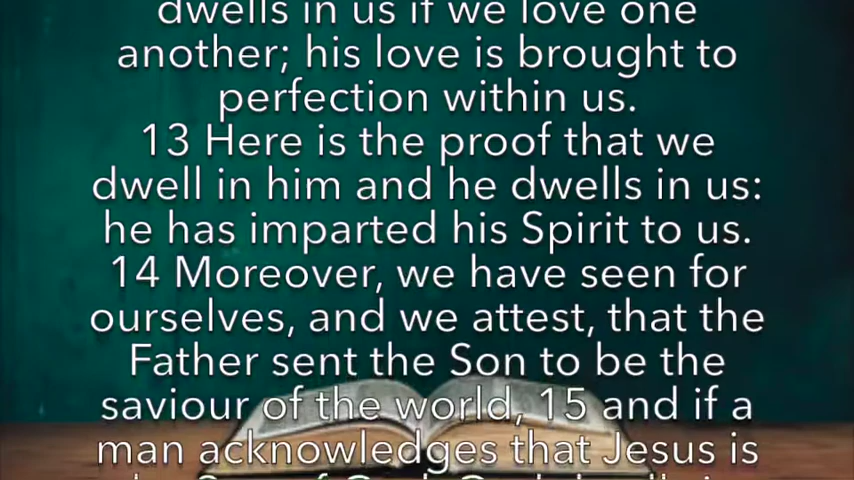 dwells in us if we love one
another; his love is brought to
perfection within us.
13 Here is the proof that we
dwell in him and he dwells in us:
he has imparted his Spirit to us.
14 Moreover, we have seen for
ourselves, and we attest, that the
Father sent the Son to be the
saviour of the world, 15 and if a
man acknowledges that Jesus is